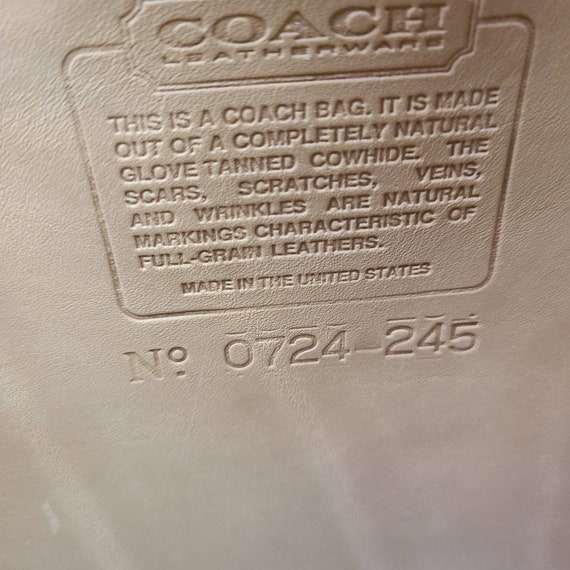 COACH
LEATHERWARE
THIS IS A COACH BAG. IT IS MADE
OUT OF A COMPLETELY NATURAL
GLOVE TANNED COWHIDE. THE
SCARS, SCRATCHES, VEINS,
AND WRINKLES ARE NATURAL
MARKINGS CHARACTERISTIC OF
FULL-GRAIN LEATHERS.
MADE IN THE UNITED STATES
Nº 0724-245